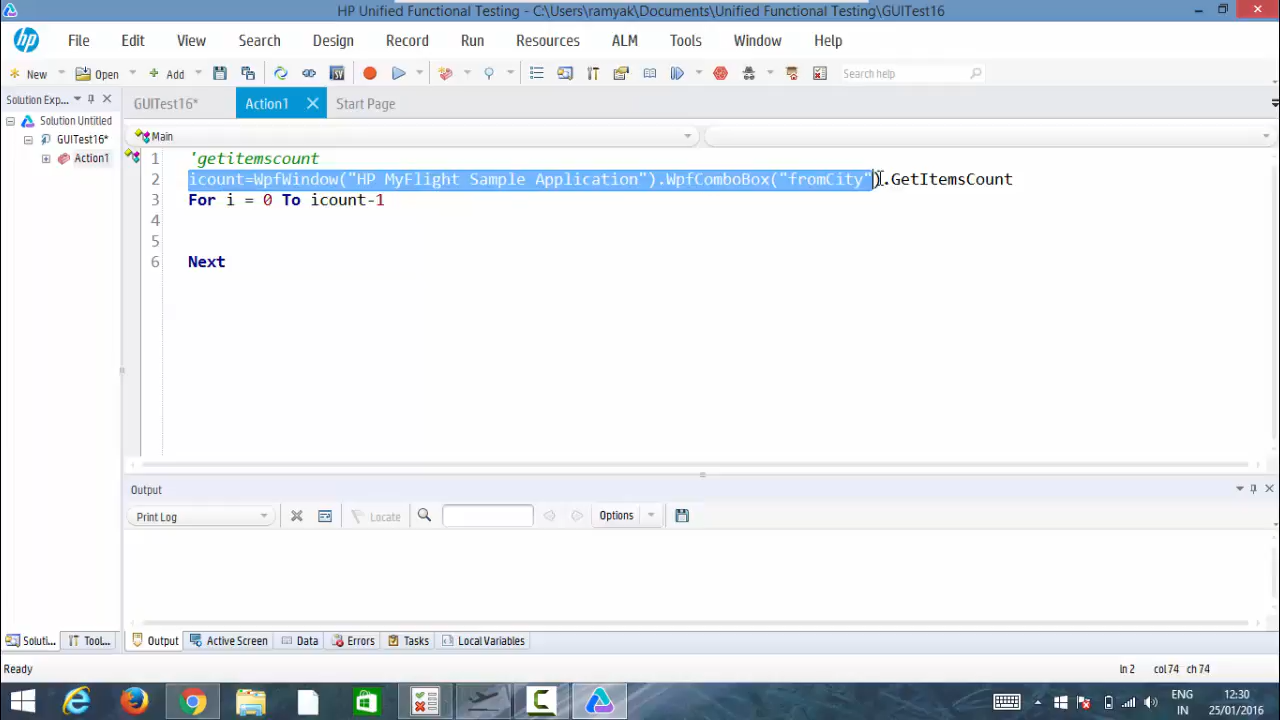 HP Unified Functional Testing - C:\Users\ramyak\Documents\Unified Functional Testing\GUITest16
hp File Edit View Search Design Record Run Resources ALM Tools Window Help
New Open Add Search help
Solution Exp... GUITest16* Action1 Start Page
Solution Untitled
GUITest16*
Action1
Main
1 'getitemscount
2 icount=WpfWindow("HP MyFlight Sample Application").WpfComboBox("fromCity").GetItemsCount
3 For i = 0 To icount-1
4
5
6 Next
Output
Print Log Locate Options
Soluti... Tool... Output Active Screen Data Errors Tasks Local Variables
Ready ln 2 col 74 ch 74
ENG 12:30
IN 25/01/2016